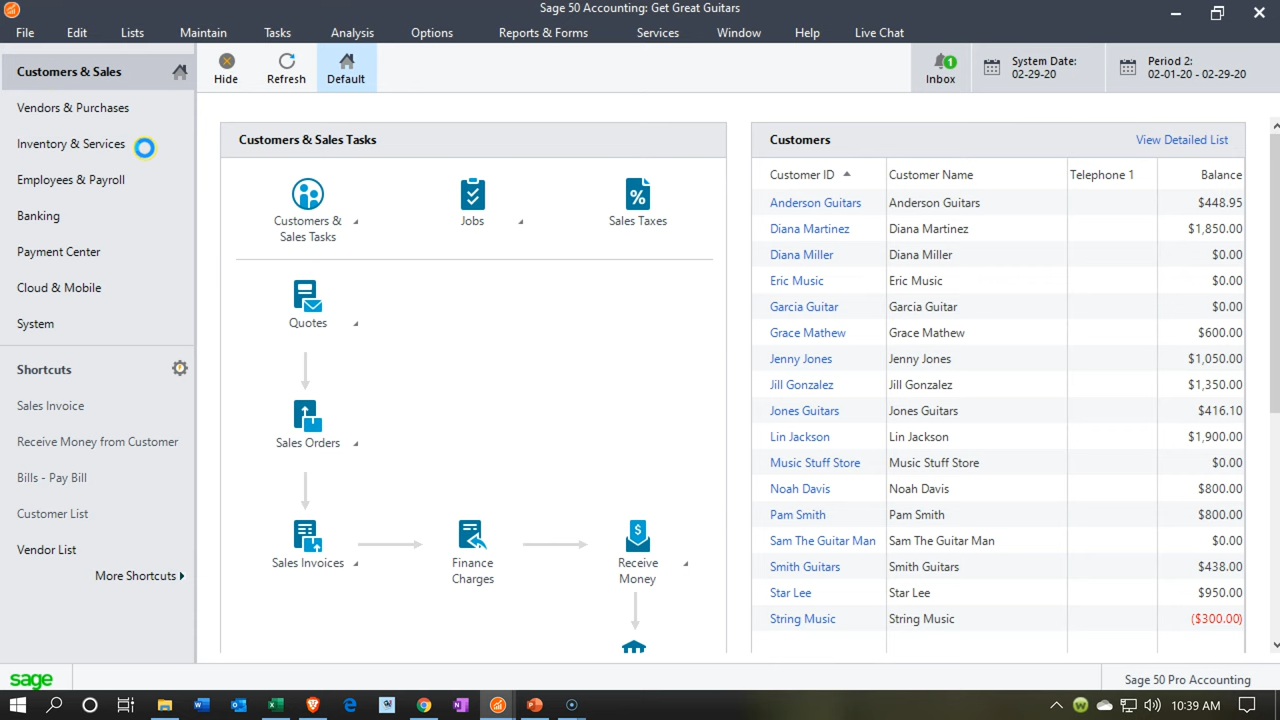 Sage 50 Accounting: Get Great Guitars
File Edit Lists Maintain Tasks Analysis Options Reports & Forms Services Window Help Live Chat
Customers & Sales
Vendors & Purchases
Inventory & Services
Employees & Payroll
Banking
Payment Center
Cloud & Mobile
System
Shortcuts
Sales Invoice
Receive Money from Customer
Bills - Pay Bill
Customer List
Vendor List
More Shortcuts
sage
Hide Refresh Default
1
Inbox
System Date:
02-29-20
Period 2:
02-01-20 - 02-29-20
Customers & Sales Tasks
Customers &
Sales Tasks
Jobs
Sales Taxes
Quotes
Sales Orders
Sales Invoices
Finance
Charges
Receive
Money
Customers View Detailed List
Customer ID Customer Name Telephone 1 Balance
Anderson Guitars Anderson Guitars $448.95
Diana Martinez Diana Martinez $1,850.00
Diana Miller Diana Miller $0.00
Eric Music Eric Music $0.00
Garcia Guitar Garcia Guitar $0.00
Grace Mathew Grace Mathew $600.00
Jenny Jones Jenny Jones $1,050.00
Jill Gonzalez Jill Gonzalez $1,350.00
Jones Guitars Jones Guitars $416.10
Lin Jackson Lin Jackson $1,900.00
Music Stuff Store Music Stuff Store $0.00
Noah Davis Noah Davis $800.00
Pam Smith Pam Smith $800.00
Sam The Guitar Man Sam The Guitar Man $0.00
Smith Guitars Smith Guitars $438.00
Star Lee Star Lee $950.00
String Music String Music ($300.00)
Sage 50 Pro Accounting
10:39 AM